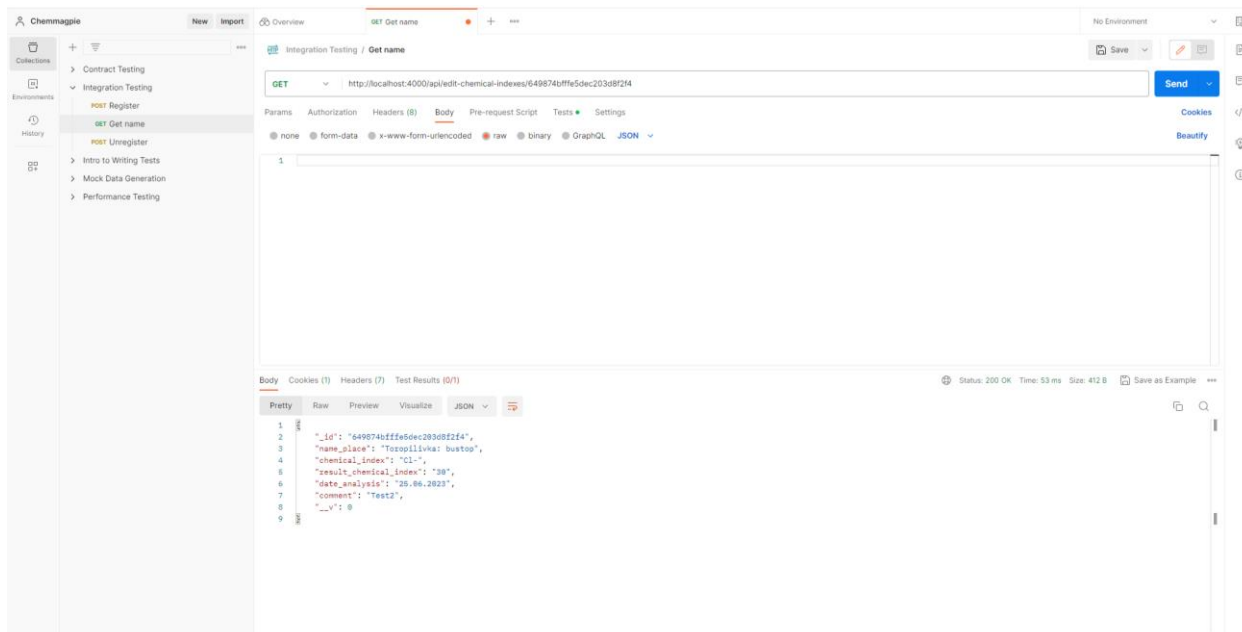 Chemmagpie New Import
Overview GET Get name No Environment
Collections
Contract Testing
Integration Testing
POST Register
GET Get name
POST Unregister
Intro to Writing Tests
Mock Data Generation
Performance Testing
Environments
History
Integration Testing / Get name Save
GET http://localhost:4000/api/edit-chemical-indexes/649874bfffe5dec203d8f2f4 Send
Params Authorization Headers (8) Body Pre-request Script Tests Settings Cookies
none form-data x-www-form-urlencoded raw binary GraphQL JSON Beautify
1
Body Cookies (1) Headers (7) Test Results (0/1) Status: 200 OK Time: 53 ms Size: 412 B Save as Example
Pretty Raw Preview Visualize JSON
1 {
2 "_id": "649874bfffe5dec203d8f2f4",
3 "name_place": "Toropilivka: bustop",
4 "chemical_index": "Cl-",
5 "result_chemical_index": "30",
6 "date_analysis": "25.06.2023",
7 "comment": "Test2",
8 "__v": 0
9 }